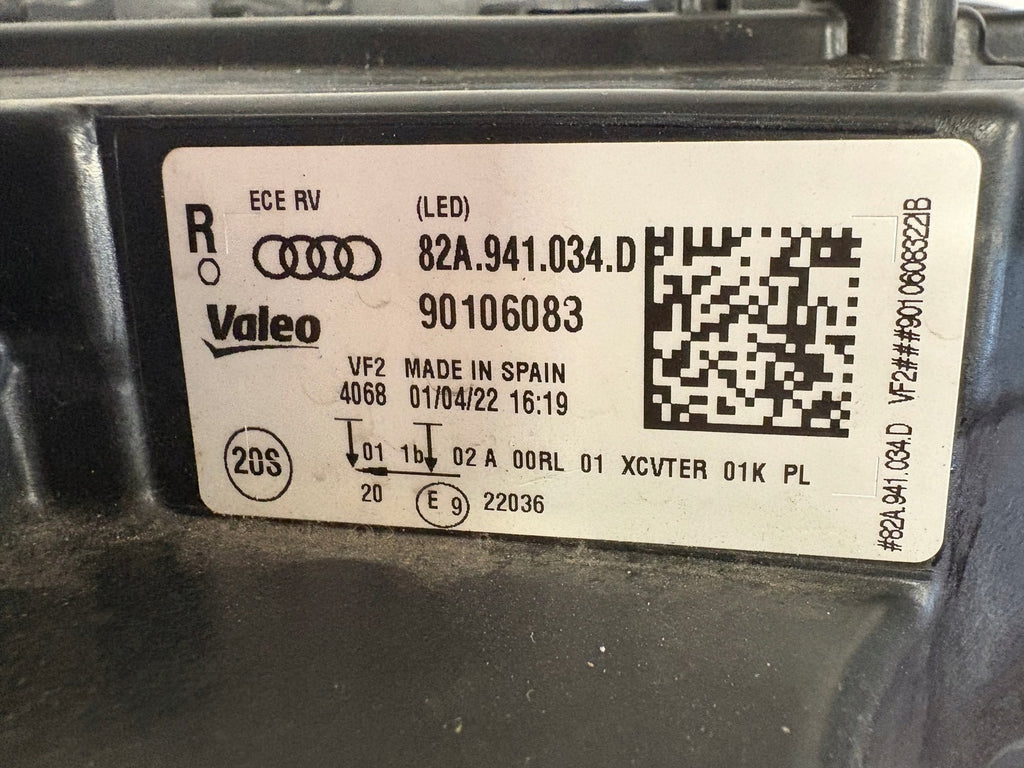 R
ECE RV
(LED)
82A.941.034.D
Valeo
90106083
VF2 MADE IN SPAIN
4068 01/04/22 16:19
20S
01 1b 02 A 00RL 01 XCVTER 01K PL
20
E 9 22036
#82A.941.034.D VF2###90106083221B